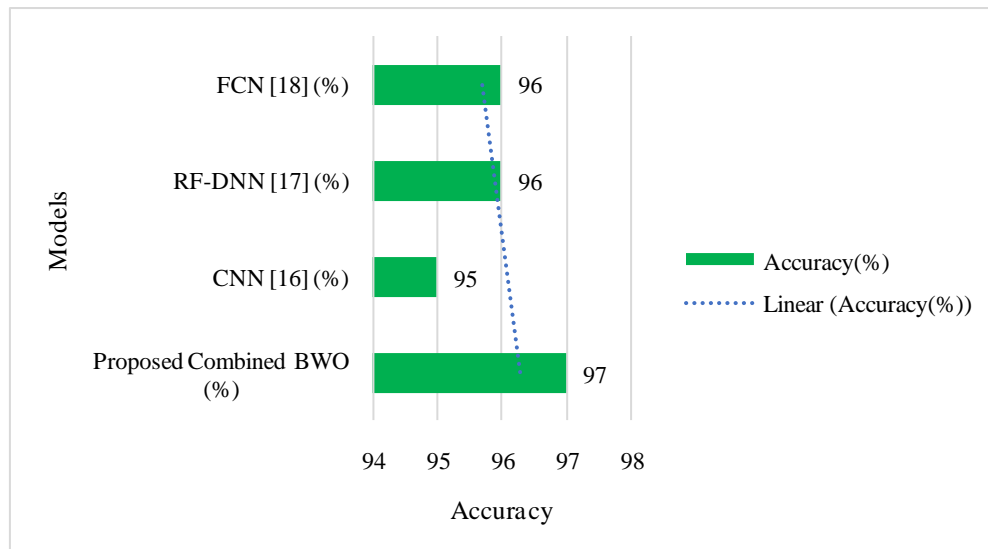 FCN [18] (%)
96
RF-DNN [17] (%)
96
CNN [16] (%)
95
Proposed Combined BWO
(%)
97
Models
94 95 96 97 98
Accuracy
Accuracy(%)
Linear (Accuracy(%))